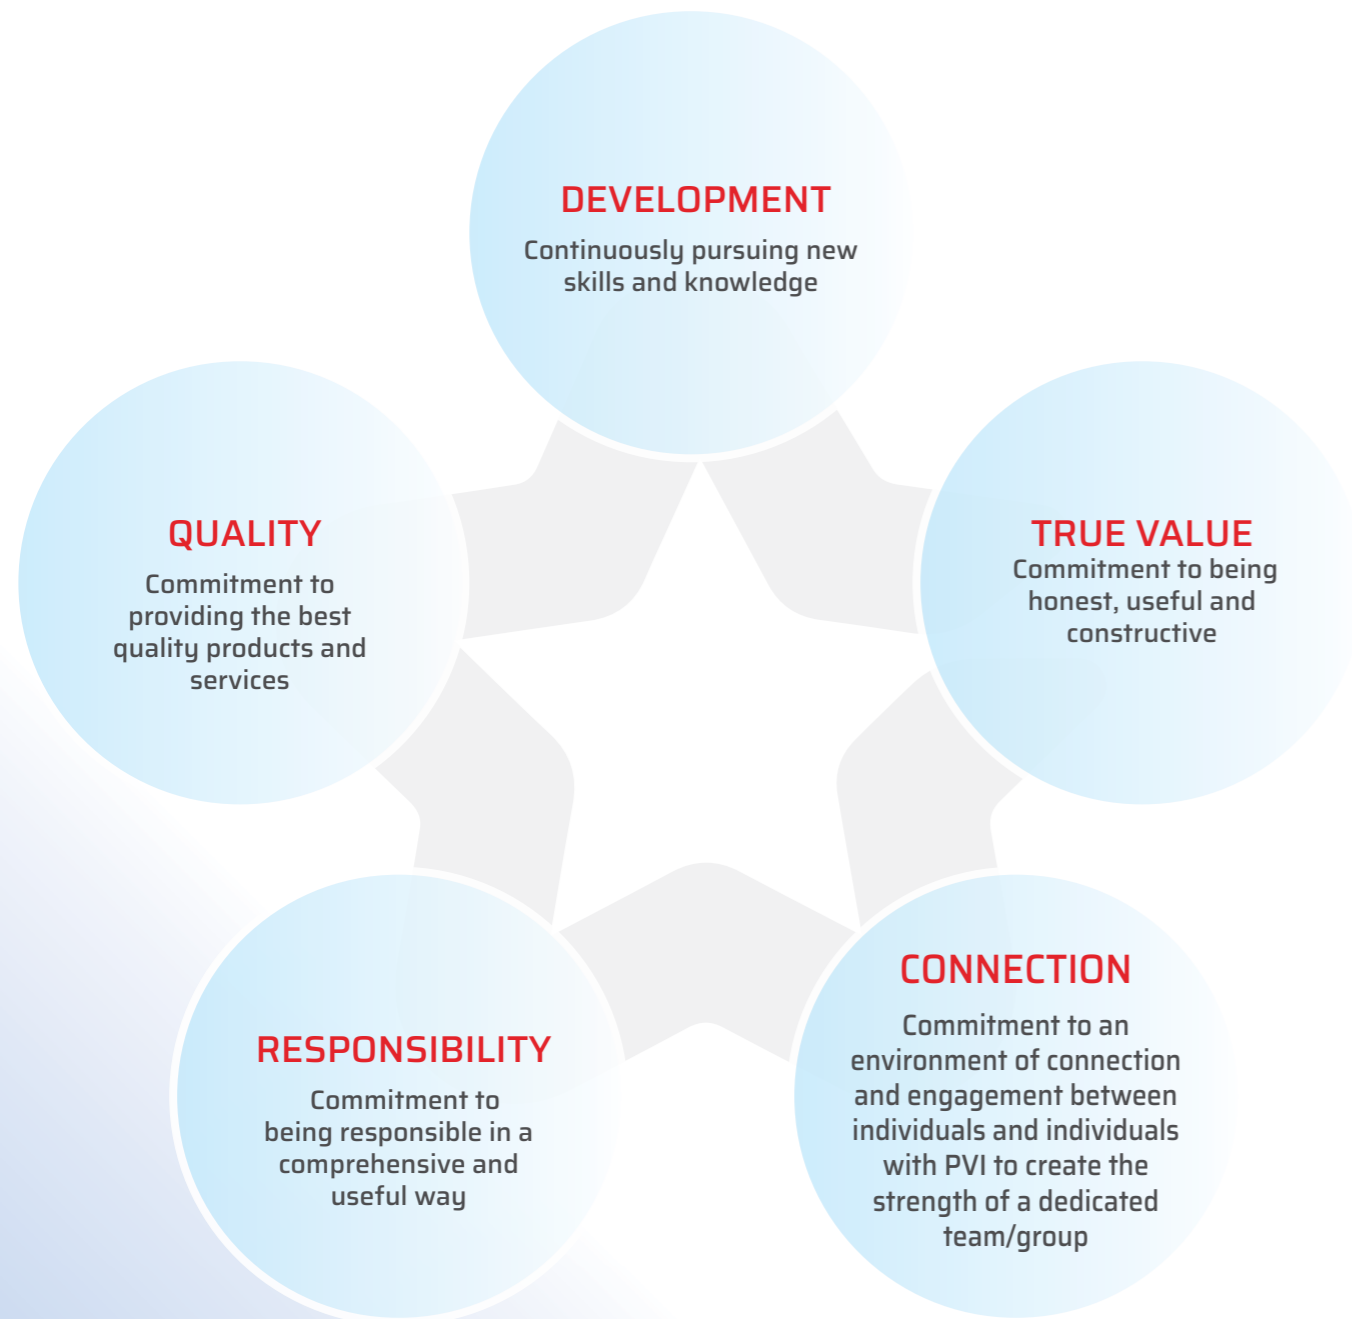 DEVELOPMENT
Continuously pursuing new
skills and knowledge
QUALITY
Commitment to
providing the best
quality products and
services
TRUE VALUE
Commitment to being
honest, useful and
constructive
RESPONSIBILITY
Commitment to
being responsible in a
comprehensive and
useful way
CONNECTION
Commitment to an
environment of connection
and engagement between
individuals and individuals
with PVI to create the
strength of a dedicated
team/group